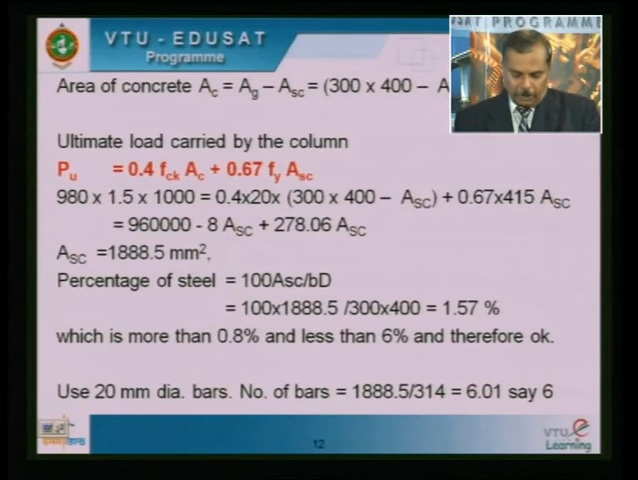 VTU - EDUSAT
Programme
SAT PROGRAMME
Area of concrete Ac = Ag – Asc = (300 x 400 – A
Ultimate load carried by the column
Pu = 0.4 fck Ac + 0.67 fy Asc
980 x 1.5 x 1000 = 0.4x20x (300 x 400 – ASC) + 0.67x415 ASC
= 960000 - 8 ASC + 278.06 ASC
ASC =1888.5 mm²,
Percentage of steel = 100Asc/bD
= 100x1888.5 /300x400 = 1.57 %
which is more than 0.8% and less than 6% and therefore ok.
Use 20 mm dia. bars. No. of bars = 1888.5/314 = 6.01 say 6
12
VTU e
Learning